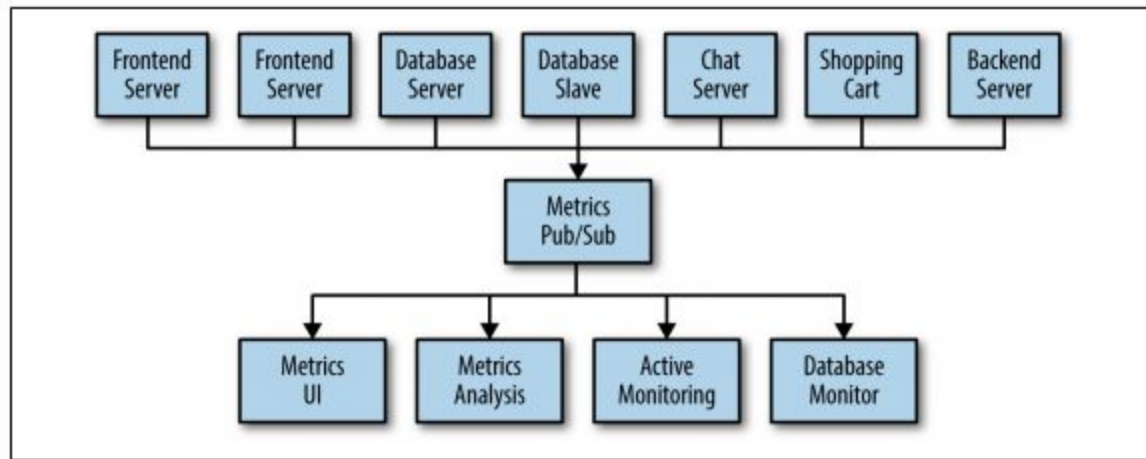 Frontend
Server
Frontend
Server
Database
Server
Database
Slave
Chat
Server
Shopping
Cart
Backend
Server
Metrics
Pub/Sub
Metrics
UI
Metrics
Analysis
Active
Monitoring
Database
Monitor